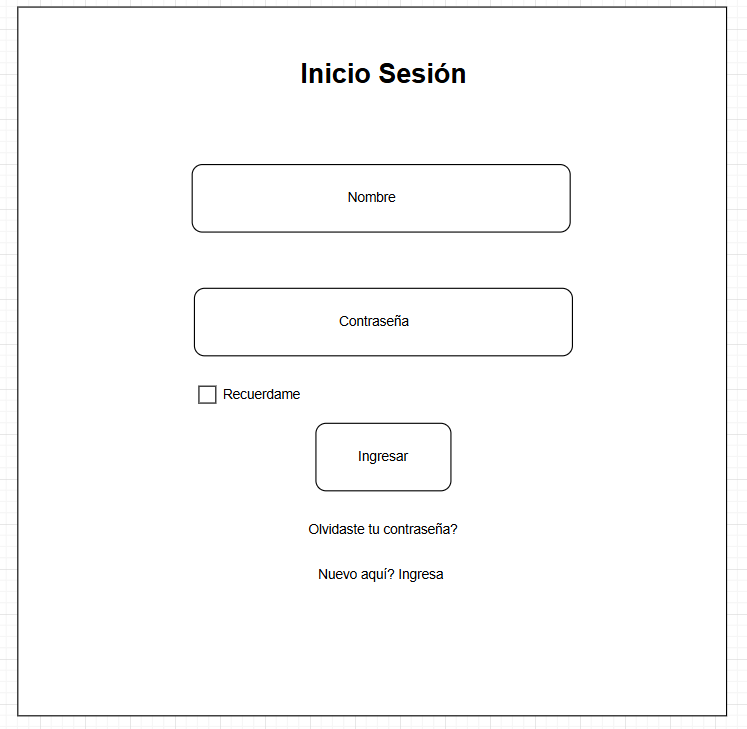 Inicio Sesión
Nombre
Contraseña
Recuerdame
Ingresar
Olvidaste tu contraseña?
Nuevo aquí? Ingresa